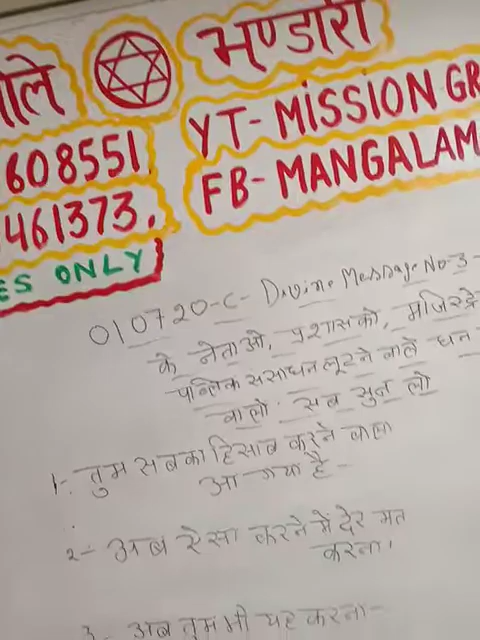 ोले भण्डारी
608551 YT- MISSION GR
461373. FB- MANGALAM
ES ONLY
010720-C- Divine Message No-3-
के नेताओ, प्रशासको, मजिस्ट्रे
पब्लिक संसाधन लूटने वाले धन
वालो सब सुन लो
1- तुम सबका हिसाब करने वाला
आ गया है-
2- अब ऐसा करने में देर मत
करना।
3- अब तुम भी यह करना-